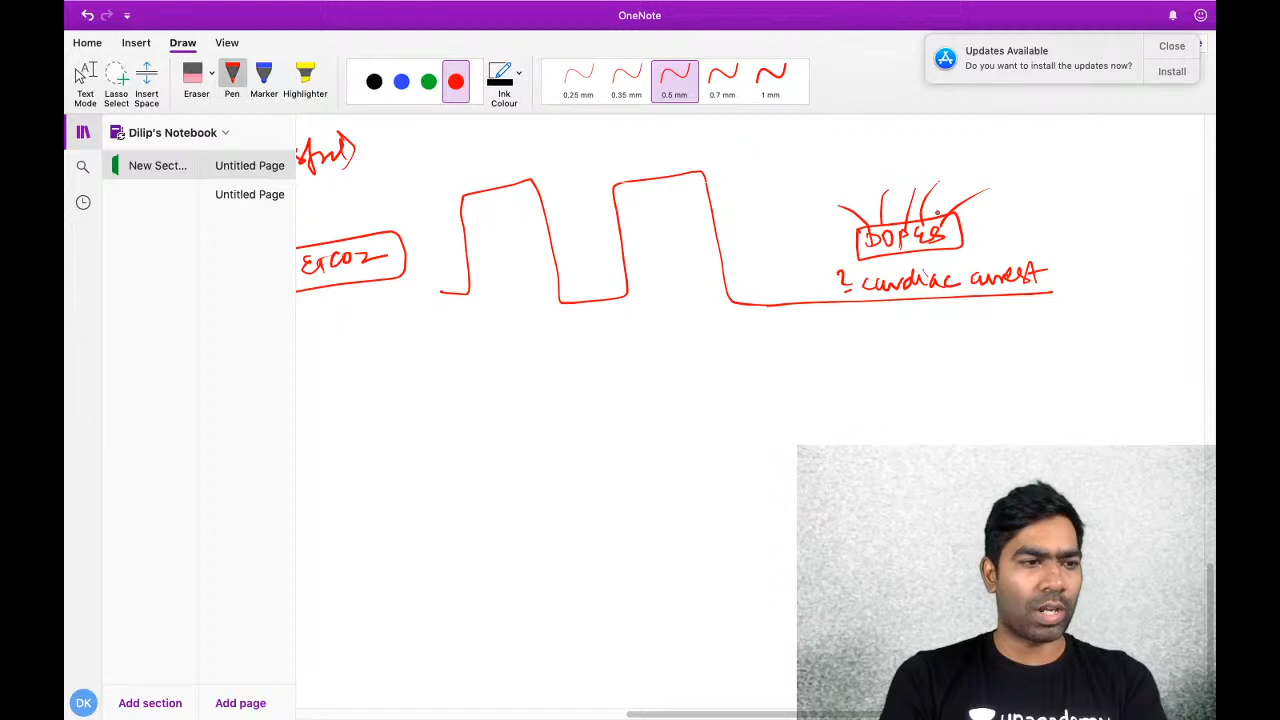 OneNote
Home Insert Draw View
Updates Available
Do you want to install the updates now?
Close
Install
Text Mode
Lasso Select
Insert Space
Eraser
Pen
Marker
Highlighter
Ink Colour
0.25 mm
0.35 mm
0.5 mm
0.7 mm
1 mm
Dilip's Notebook
New Sect...
Untitled Page
Untitled Page
EtCO2
DOPES
? cardiac arrest
DK
Add section
Add page
unacademy